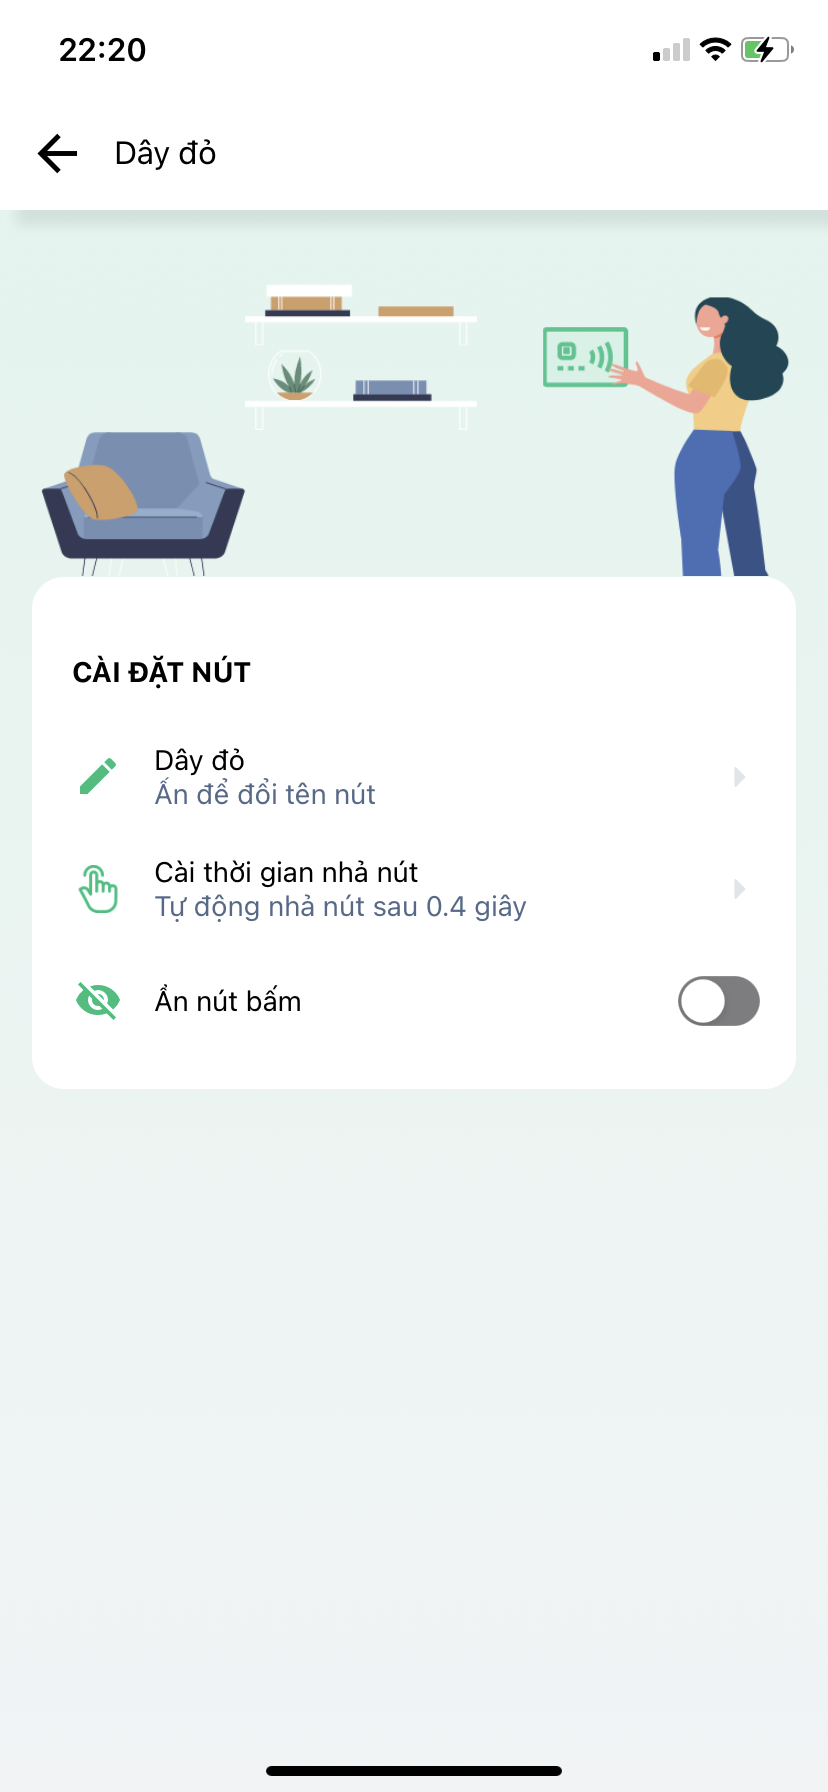 22:20
Dây đỏ
CÀI ĐẶT NÚT
Dây đỏ
Ấn để đổi tên nút
Cài thời gian nhả nút
Tự động nhả nút sau 0.4 giây
Ẩn nút bấm